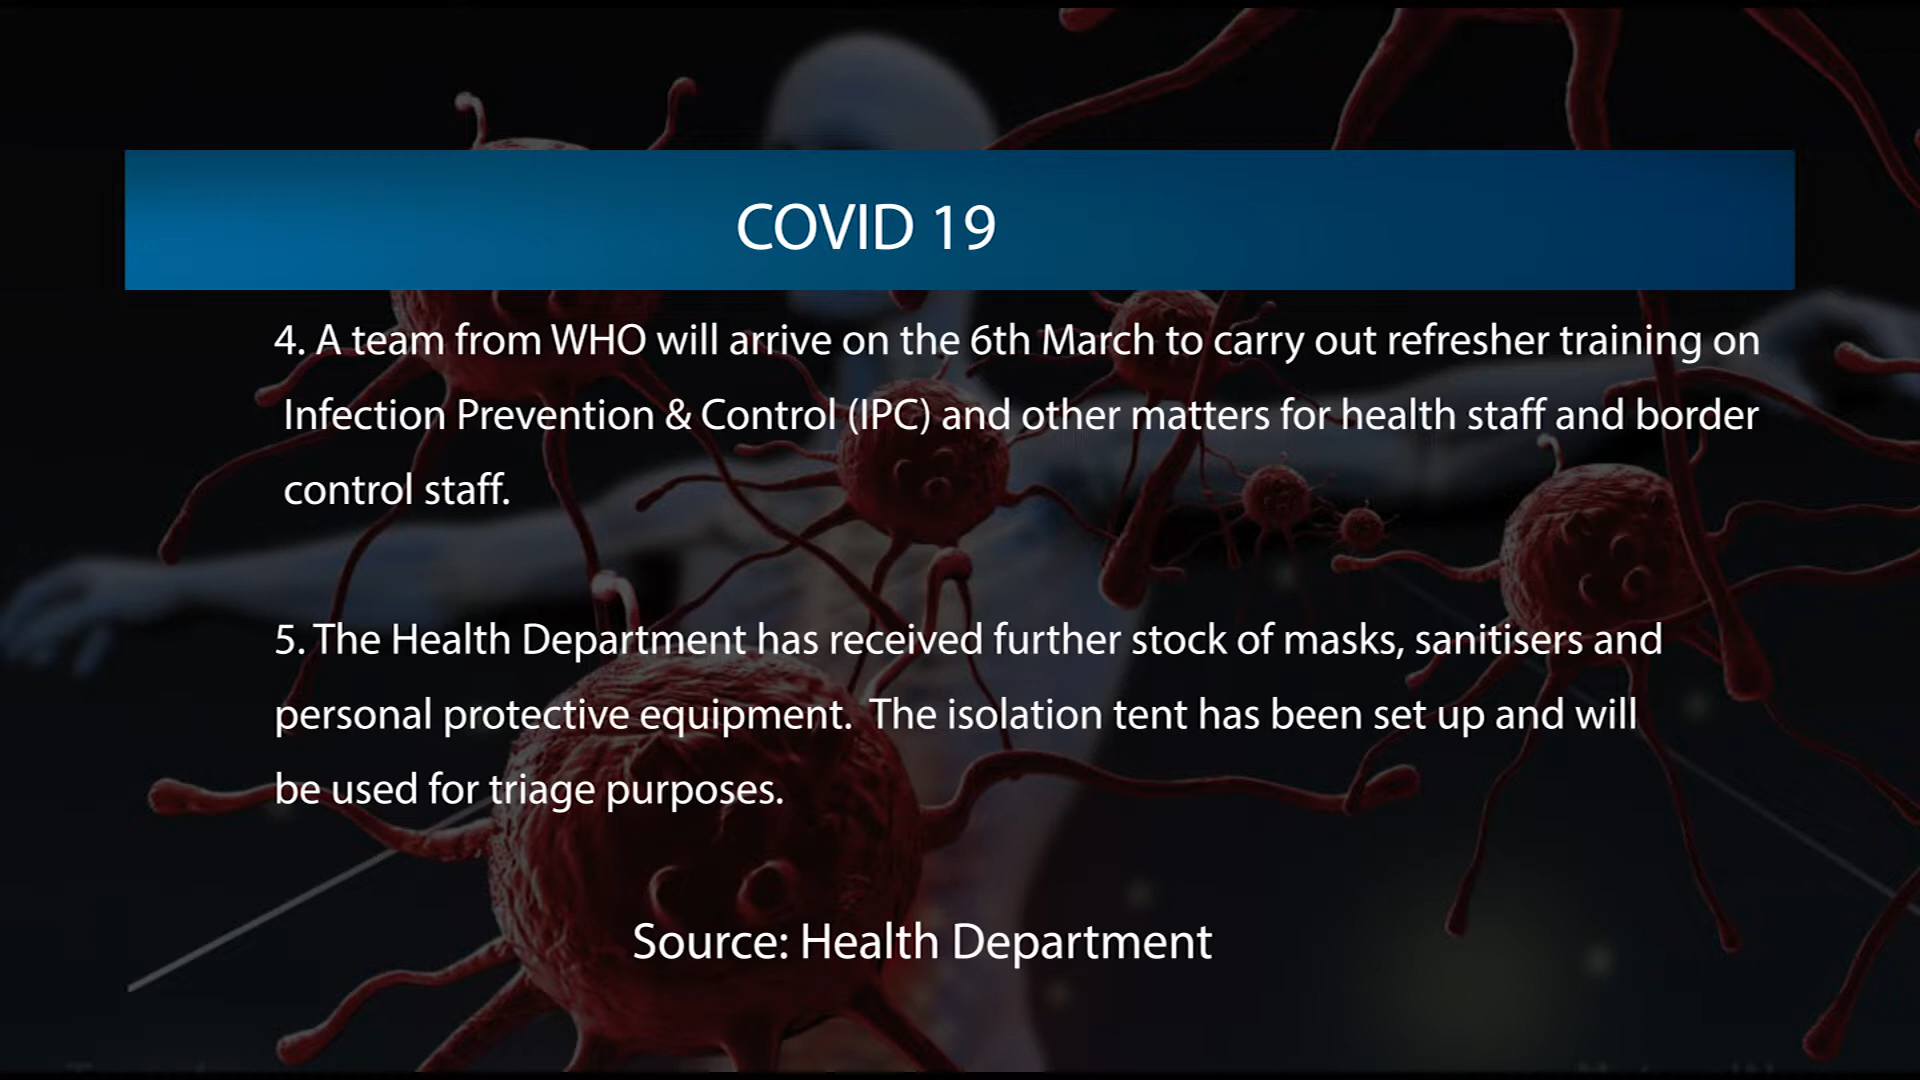 COVID 19
4. A team from WHO will arrive on the 6th March to carry out refresher training on
Infection Prevention & Control (IPC) and other matters for health staff and border
control staff.
5. The Health Department has received further stock of masks, sanitisers and
personal protective equipment.  The isolation tent has been set up and will
be used for triage purposes.
Source: Health Department